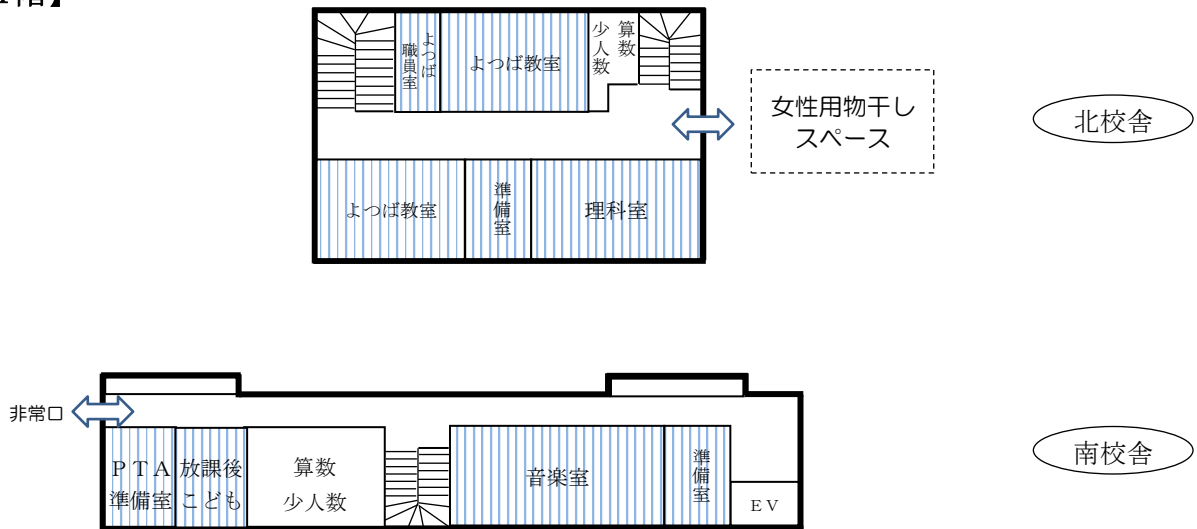 階】
よつば
職員室
よつば教室
算数
少人数
女性用物干し
スペース
北校舎
よつば教室
準備室
理科室
非常口
ＰＴＡ
準備室
放課後
こども
算数
少人数
音楽室
準備室
ＥＶ
南校舎